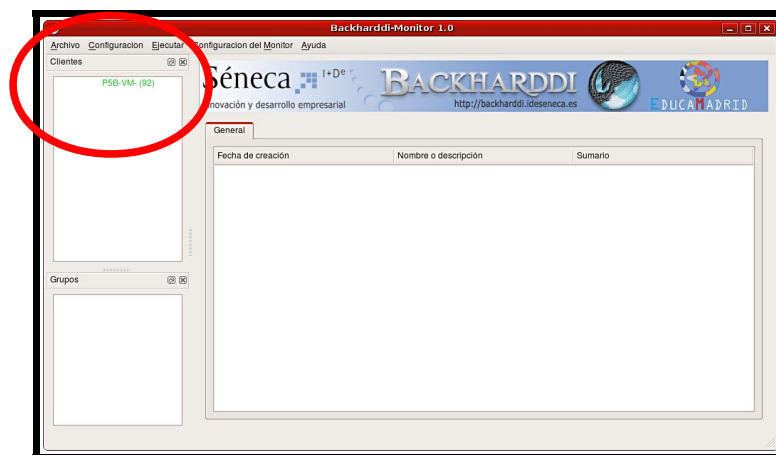 Backharddi-Monitor 1.0
Archivo Configuracion Ejecutar Configuracion del Monitor Ayuda
Clientes
P5B-VM- (92)
Séneca I+De
Innovación y desarrollo empresarial
BACKHARDDI
http://backharddi.ideseneca.es
EDUCAMADRID
General
Fecha de creación Nombre o descripción Sumario
Grupos